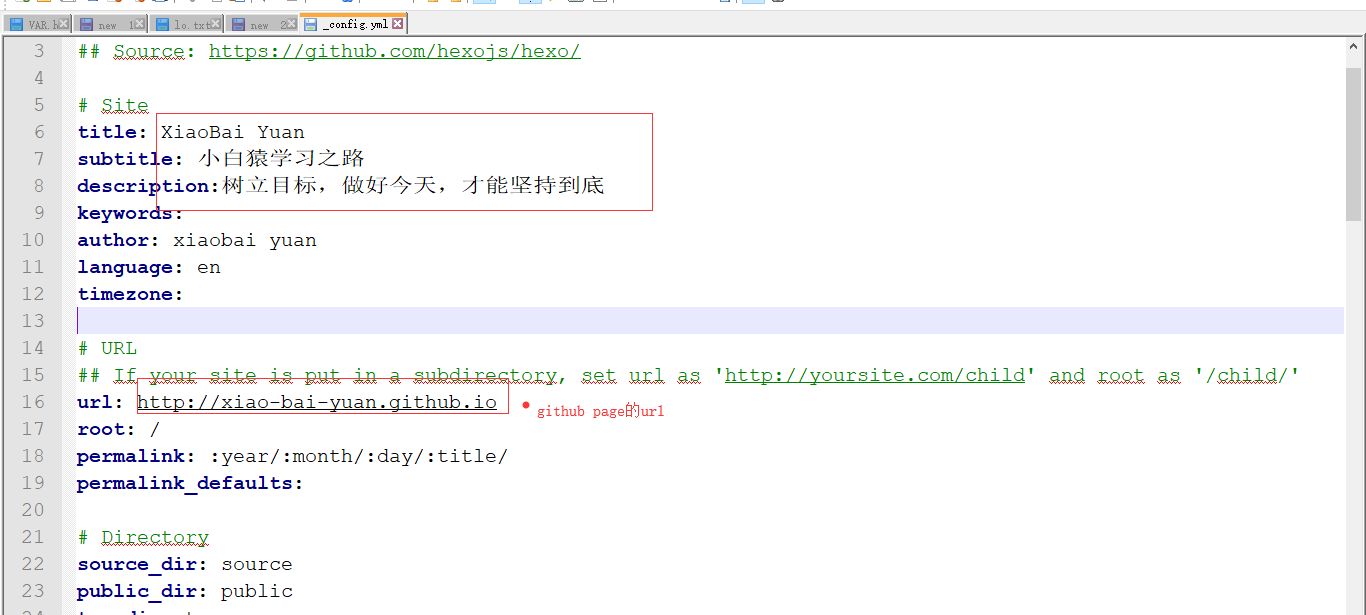 VAR.h
new 1
lo.txt
new 2
_config.yml
3 ## Source: https://github.com/hexojs/hexo/
4
5 # Site
6 title: XiaoBai Yuan
7 subtitle: 小白猿学习之路
8 description:树立目标，做好今天，才能坚持到底
9 keywords:
10 author: xiaobai yuan
11 language: en
12 timezone:
13
14 # URL
15 ## If your site is put in a subdirectory, set url as 'http://yoursite.com/child' and root as '/child/'
16 url: http://xiao-bai-yuan.github.io
github page的url
17 root: /
18 permalink: :year/:month/:day/:title/
19 permalink_defaults:
20
21 # Directory
22 source_dir: source
23 public_dir: public